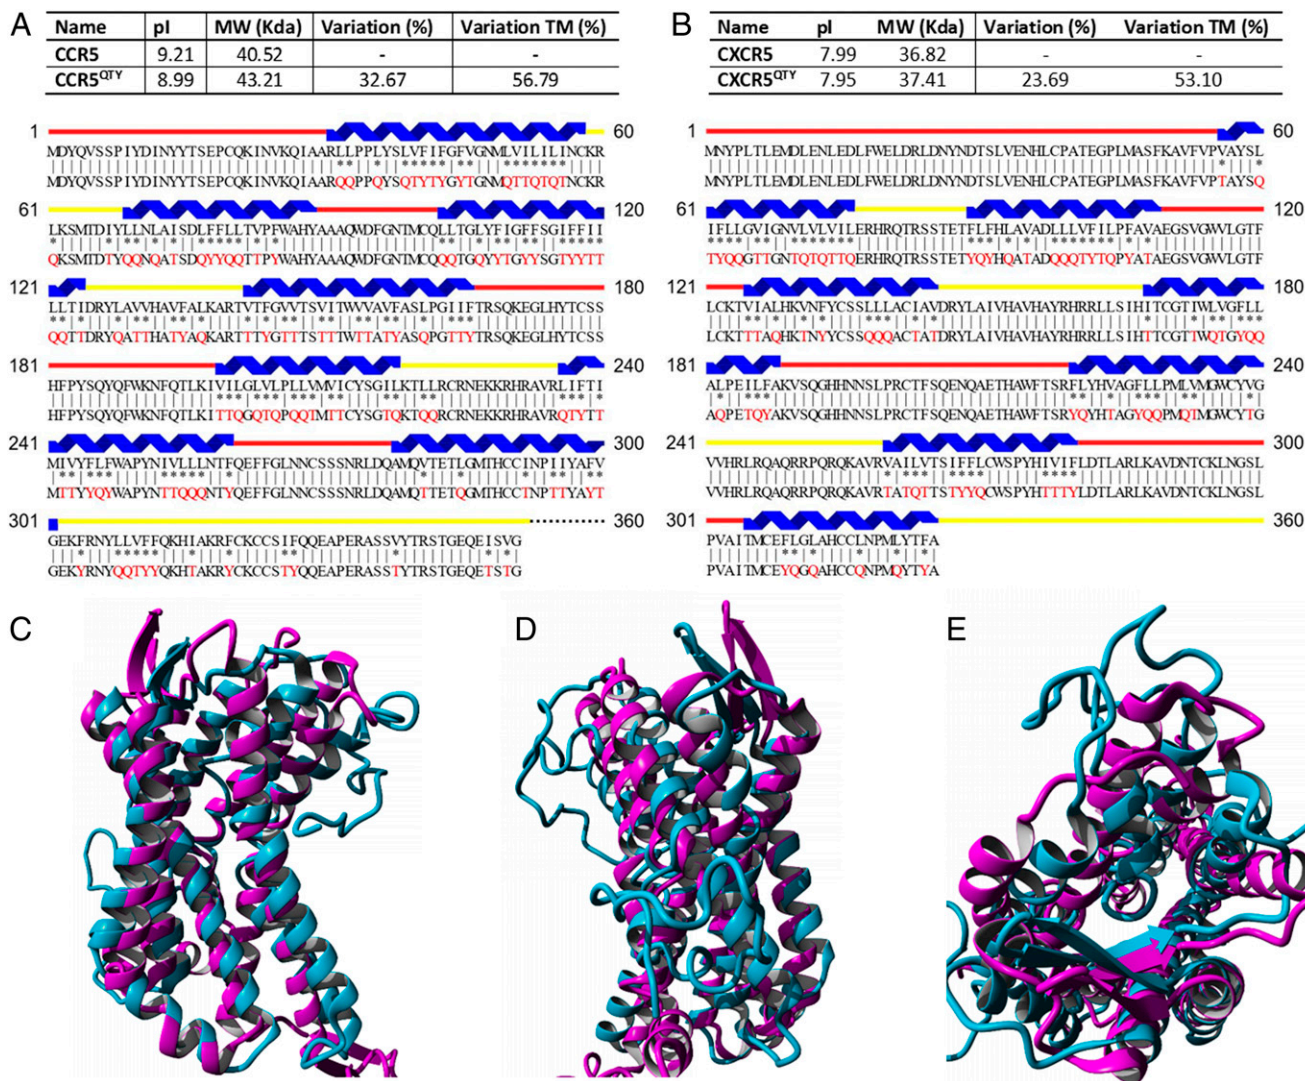 A
Name pI MW (Kda) Variation (%) Variation TM (%)
CCR5 9.21 40.52 - -
CCR5QTY 8.99 43.21 32.67 56.79
1 60
MDYQVSSPIYDINYYTSEPCQKINVKQIAARLLPPLYSLVFIFGFVGNMLVILILINCKR
MDYQVSSPIYDINYYTSEPCQKINVKQIAARQQPPQYSQTYTYGYTGNMQTTQTQTNCKR
61 120
LKSMTDIYLLNLAISDLFFLLTVPFWAHYAAAQWDFGNTMCQLLTGLYFIGFFSGIFFII
QKSMTDTYQQNQATSDQYYQQTTPYWAHYAAAQWDFGNTMCQQQTGQYYTGYYSGTYYTT
121 180
LLTIDRYLAVVHAVFALKARTVTFGVVTSVITWVVAVFASLPGIIFTRSQKEGLHYTCSS
QQTTDRYQATTHATYAQKARTTTYGTTTSTTTWTTATYASQPGTTYTRSQKEGLHYTCSS
181 240
HFPYSQYQFWKNFQTLKIVILGLVLPLLVMVICYSGILKTLLRCRNEKKRHRAVRLIFTI
HFPYSQYQFWKNFQTLKITTQGQTQPQQTMTTCYSGTQKTQQRCRNEKKRHRAVRQTYTT
241 300
MIVYFLFWAPYNIVLLLNTFQEFFGLNNCSSSNRLDQAMQVTETLGMTHCCINPIIYAFV
MTTYYQYWAPYNTTQQQNTYQEFFGLNNCSSSNRLDQAMQTTETQGMTHCCTNPTTYAYT
301 360
GEKFRNYLLVFFQKHIAKRFCKCCSIFQQEAPERASSVYTRSTGEQEISVG
GEKYRNYQQTYYQKHTAKRYCKCCSTYQQEAPERASSTYTRSTGEQETSTG
B
Name pI MW (Kda) Variation (%) Variation TM (%)
CXCR5 7.99 36.82 - -
CXCR5QTY 7.95 37.41 23.69 53.10
1 60
MNYPLTLEMDLENLEDLFWELDRLDNYNDTSLVENHLCPATEGPLMASFKAVFVPVAYSL
MNYPLTLEMDLENLEDLFWELDRLDNYNDTSLVENHLCPATEGPLMASFKAVFVPTAYSQ
61 120
IFLLGVIGNVLVLVILERHRQTRSSTETFLFHLAVADLLLVFILPFAVAEGSVGWVLGTF
TYQQGTTGNTQTQTTQERHRQTRSSTETYQYHQATADQQQTYTQPYATAEGSVGWVLGTF
121 180
LCKTVIALHKVNFYCSSLLLACIAVDRYLAIVHAVHAYRHRRLLSIHITCGTIWLVGFLL
LCKTTTAQHKTNYYCSSQQQACTATDRYLAIVHAVHAYRHRRLLSIHTTCGTTWQTGYQQ
181 240
ALPEILFAKVSQGHHNNSLPRCTFSQENQAETHAWFTSRFLYHVAGFLLPMLVMGWCYVG
AQPETQYAKVSQGHHNNSLPRCTFSQENQAETHAWFTSRYQYHTAGYQQPMQTMGWCYTG
241 300
VVHRLRQAQRRPQRQKAVRVAILVTSIFFLCWSPYHIVIFLDTLARLKAVDNTCKLNGSL
VVHRLRQAQRRPQRQKAVRTATQTTSTYYQCWSPYHTTTYLDTLARLKAVDNTCKLNGSL
301 360
PVAITMCEFLGLAHCCLNPMLYTFA
PVAITMCEYQGQAHCCQNPMQYTYA
C
D
E